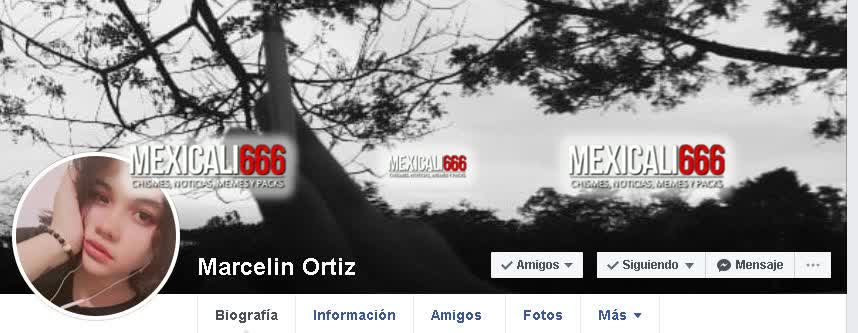 MEXICALI666
CHISMES, NOTICIAS, MEMES Y PACKS
MEXICALI666
CHISMES, NOTICIAS, MEMES Y PACKS
MEXICALI666
CHISMES, NOTICIAS, MEMES Y PACKS
Marcelin Ortiz
Amigos
Siguiendo
Mensaje
Biografía
Información
Amigos
Fotos
Más